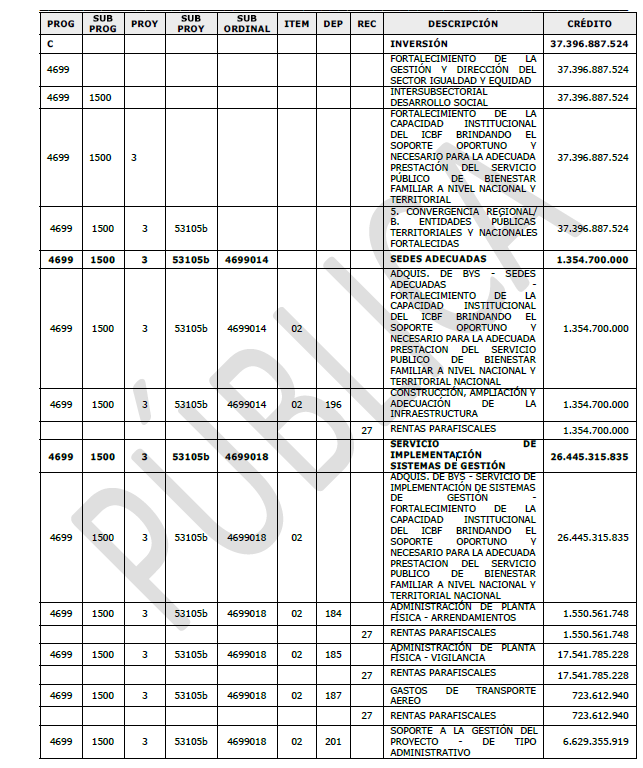 PROG SUB PROG PROY SUB PROY SUB ORDINAL ITEM DEP REC DESCRIPCIÓN CRÉDITO
C INVERSIÓN 37.396.887.524
4699 FORTALECIMIENTO DE LA
GESTIÓN Y DIRECCIÓN DEL
SECTOR IGUALDAD Y EQUIDAD 37.396.887.524
4699 1500 INTERSUBSECTORIAL
DESARROLLO SOCIAL 37.396.887.524
4699 1500 3 FORTALECIMIENTO DE LA
CAPACIDAD INSTITUCIONAL
DEL ICBF BRINDANDO EL
SOPORTE OPORTUNO Y
NECESARIO PARA LA ADECUADA
PRESTACIÓN DEL SERVICIO
PÚBLICO DE BIENESTAR
FAMILIAR A NIVEL NACIONAL Y
TERRITORIAL 37.396.887.524
4699 1500 3 53105b 5. CONVERGENCIA REGIONAL/
B. ENTIDADES PÚBLICAS
TERRITORIALES Y NACIONALES
FORTALECIDAS 37.396.887.524
4699 1500 3 53105b 4699014 SEDES ADECUADAS 1.354.700.000
4699 1500 3 53105b 4699014 02 ADQUIS. DE BYS - SEDES
ADECUADAS -
FORTALECIMIENTO DE LA
CAPACIDAD INSTITUCIONAL
DEL ICBF BRINDANDO EL
SOPORTE OPORTUNO Y
NECESARIO PARA LA ADECUADA
PRESTACION DEL SERVICIO
PUBLICO DE BIENESTAR
FAMILIAR A NIVEL NACIONAL Y
TERRITORIAL NACIONAL 1.354.700.000
4699 1500 3 53105b 4699014 02 196 CONSTRUCCIÓN, AMPLIACIÓN Y
ADECUACIÓN DE LA
INFRAESTRUCTURA 1.354.700.000
27 RENTAS PARAFISCALES 1.354.700.000
4699 1500 3 53105b 4699018 SERVICIO DE
IMPLEMENTACIÓN
SISTEMAS DE GESTIÓN 26.445.315.835
4699 1500 3 53105b 4699018 02 ADQUIS. DE BYS - SERVICIO DE
IMPLEMENTACIÓN DE SISTEMAS
DE GESTIÓN -
FORTALECIMIENTO DE LA
CAPACIDAD INSTITUCIONAL
DEL ICBF BRINDANDO EL
SOPORTE OPORTUNO Y
NECESARIO PARA LA ADECUADA
PRESTACION DEL SERVICIO
PUBLICO DE BIENESTAR
FAMILIAR A NIVEL NACIONAL Y
TERRITORIAL NACIONAL 26.445.315.835
4699 1500 3 53105b 4699018 02 184 ADMINISTRACIÓN DE PLANTA
FÍSICA - ARRENDAMIENTOS 1.550.561.748
27 RENTAS PARAFISCALES 1.550.561.748
4699 1500 3 53105b 4699018 02 185 ADMINISTRACIÓN DE PLANTA
FÍSICA - VIGILANCIA 17.541.785.228
27 RENTAS PARAFISCALES 17.541.785.228
4699 1500 3 53105b 4699018 02 187 GASTOS DE TRANSPORTE
AEREO 723.612.940
27 RENTAS PARAFISCALES 723.612.940
4699 1500 3 53105b 4699018 02 201 SOPORTE A LA GESTIÓN DEL
PROYECTO - DE TIPO
ADMINISTRATIVO 6.629.355.919
PÚBLICA